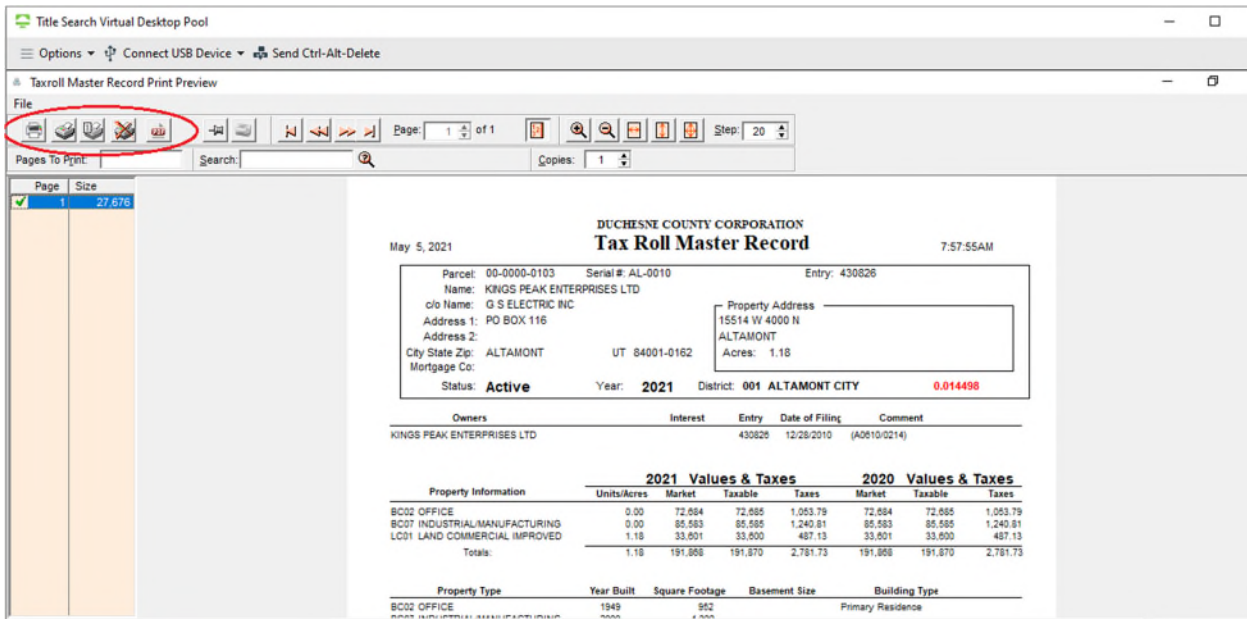 Title Search Virtual Desktop Pool
Options Connect USB Device Send Ctrl-Alt-Delete
Taxroll Master Record Print Preview
File
Page: 1 of 1 Step: 20
Pages To Print: Search: Copies: 1
Page Size
1 27,676
DUCHESNE COUNTY CORPORATION
May 5, 2021 Tax Roll Master Record 7:57:55AM
Parcel: 00-0000-0103 Serial #: AL-0010 Entry: 430826
Name: KINGS PEAK ENTERPRISES LTD
c/o Name: G S ELECTRIC INC Property Address
Address 1: PO BOX 116 15514 W 4000 N
Address 2: ALTAMONT
City State Zip: ALTAMONT UT 84001-0162 Acres: 1.18
Mortgage Co:
Status: Active Year: 2021 District: 001 ALTAMONT CITY 0.014498
Owners Interest Entry Date of Filing Comment
KINGS PEAK ENTERPRISES LTD 430826 12/28/2010 (A0610/0214)
2021 Values & Taxes 2020 Values & Taxes
Property Information Units/Acres Market Taxable Taxes Market Taxable Taxes
BC02 OFFICE 0.00 72,684 72,685 1,053.79 72,684 72,685 1,053.79
BC07 INDUSTRIAL/MANUFACTURING 0.00 85,583 85,585 1,240.81 85,583 85,585 1,240.81
LC01 LAND COMMERCIAL IMPROVED 1.18 33,601 33,600 487.13 33,601 33,600 487.13
Totals: 1.18 191,868 191,870 2,781.73 191,868 191,870 2,781.73
Property Type Year Built Square Footage Basement Size Building Type
BC02 OFFICE 1949 952 Primary Residence